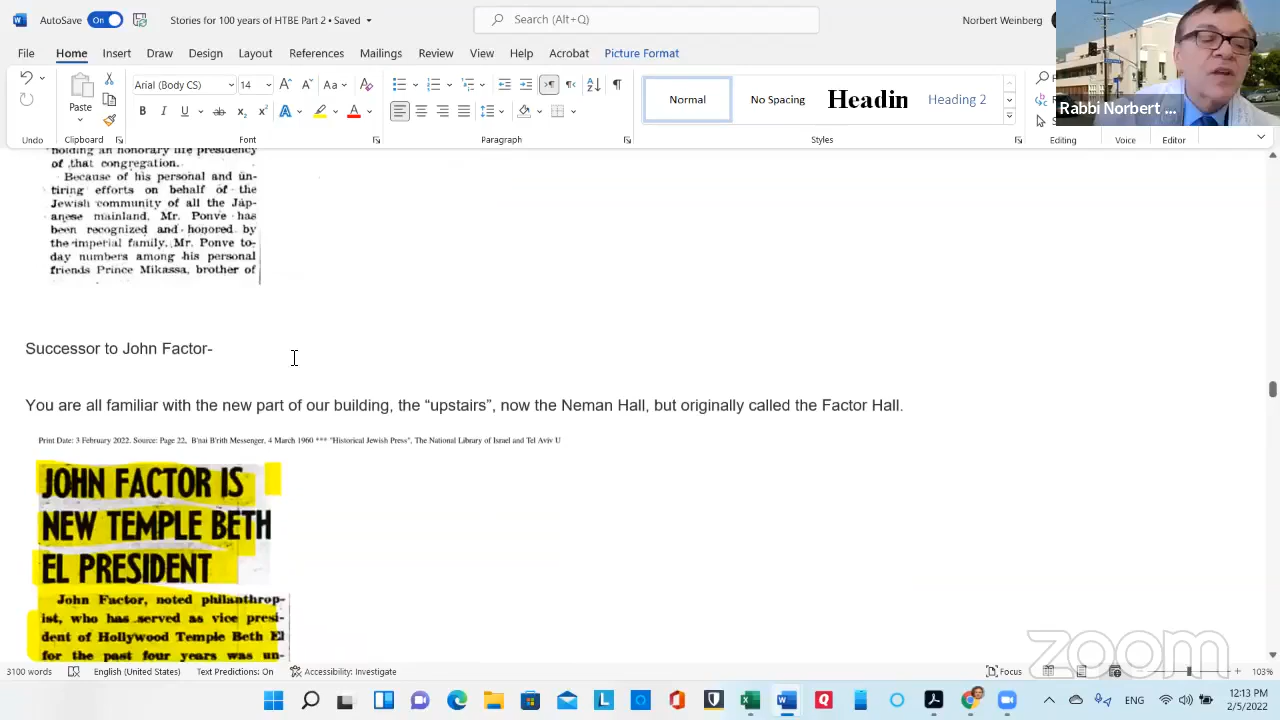 AutoSave On Stories for 100 years of HTBE Part 2 • Saved Search (Alt+Q) Norbert Weinberg
File Home Insert Draw Design Layout References Mailings Review View Help Acrobat Picture Format
Arial (Body CS) 14 Aa
Paste
Normal No Spacing Headin Heading 2
Rabbi Norbert ...
Undo Clipboard Font Paragraph Styles Editing Voice Editor
holding an honorary life presidency
of that congregation.
Because of his personal and un-
tiring efforts on behalf of the
Jewish community of all the Jap-
anese mainland, Mr. Ponve has
been recognized and honored by
the imperial family. Mr. Ponve to-
day numbers among his personal
friends Prince Mikassa, brother of
Successor to John Factor-
You are all familiar with the new part of our building, the “upstairs”, now the Neman Hall, but originally called the Factor Hall.
Print Date: 3 February 2022. Source: Page 22, B'nai B'rith Messenger, 4 March 1960 *** "Historical Jewish Press", The National Library of Israel and Tel Aviv U
JOHN FACTOR IS
NEW TEMPLE BETH
EL PRESIDENT
John Factor, noted philanthrop-
ist, who has served as vice presi-
dent of Hollywood Temple Beth El
for the past four years was un-
zoom
3100 words English (United States) Text Predictions: On Accessibility: Investigate Focus 103%
12:13 PM
2/5/2022